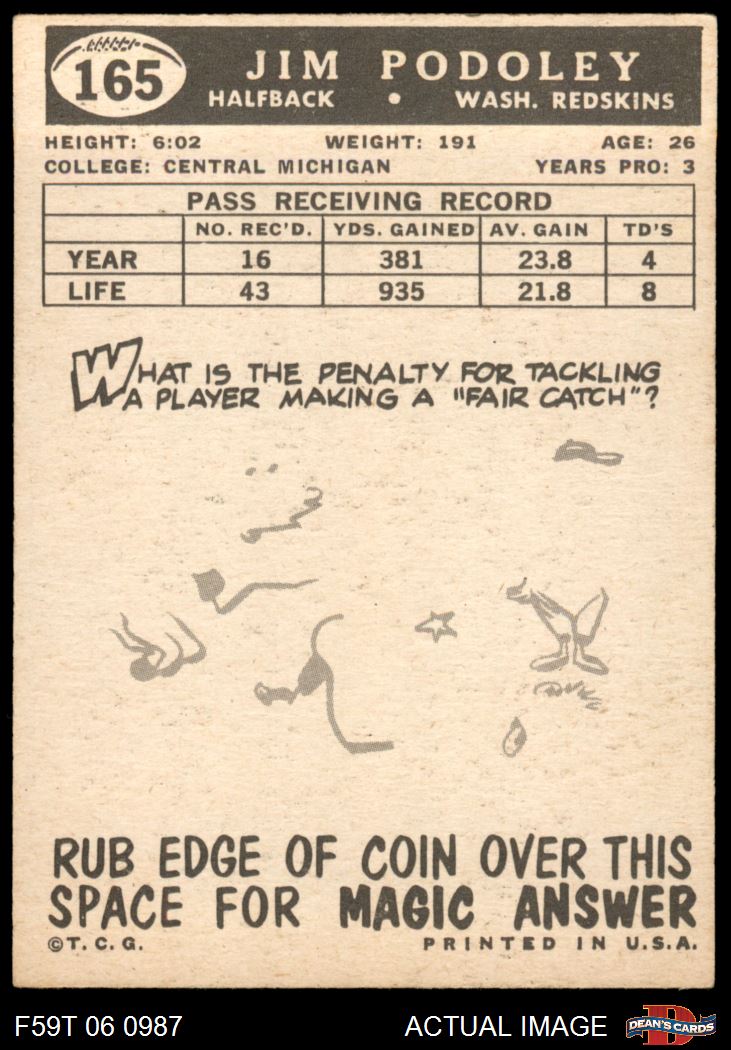 165
JIM PODOLEY
HALFBACK • WASH. REDSKINS
HEIGHT: 6:02 WEIGHT: 191 AGE: 26
COLLEGE: CENTRAL MICHIGAN YEARS PRO: 3
PASS RECEIVING RECORD
NO. REC'D. YDS. GAINED AV. GAIN TD'S
YEAR 16 381 23.8 4
LIFE 43 935 21.8 8
WHAT IS THE PENALTY FOR TACKLING
A PLAYER MAKING A "FAIR CATCH"?
RUB EDGE OF COIN OVER THIS
SPACE FOR MAGIC ANSWER
©T. C. G. PRINTED IN U.S.A.
F59T 06 0987 ACTUAL IMAGE DEAN'S CARDS